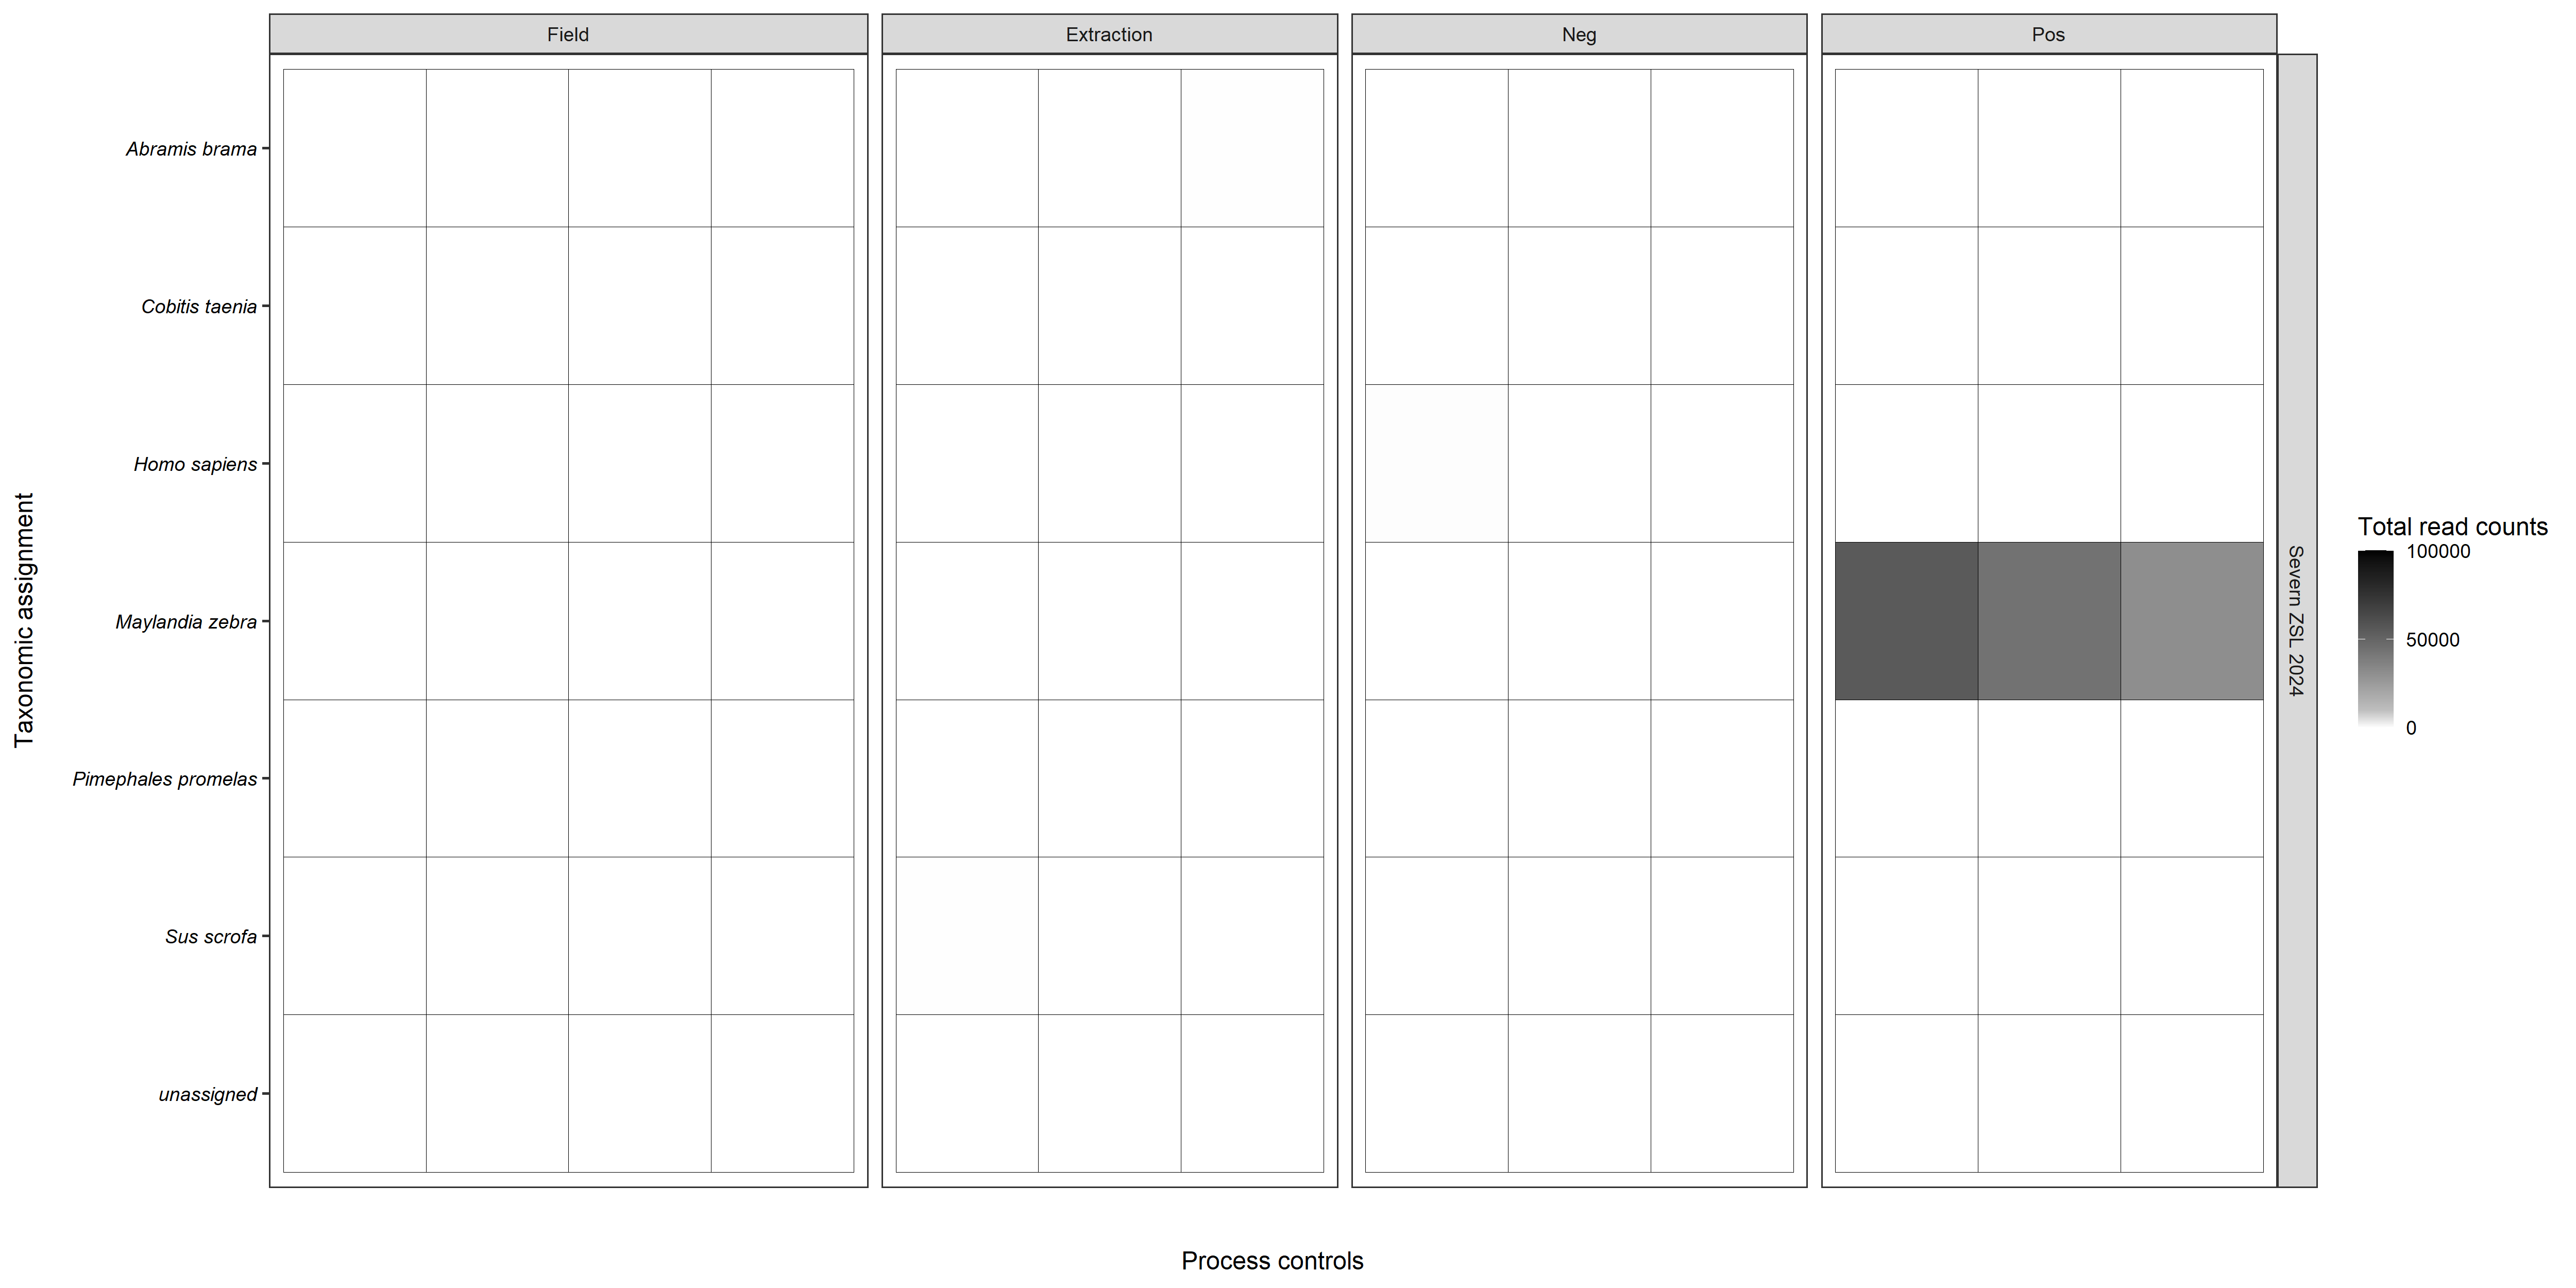 Field
Extraction
Neg
Pos
Abramis brama
Cobitis taenia
Homo sapiens
Maylandia zebra
Pimephales promelas
Sus scrofa
unassigned
Taxonomic assignment
Process controls
Severn ZSL 2024
Total read counts
100000
50000
0